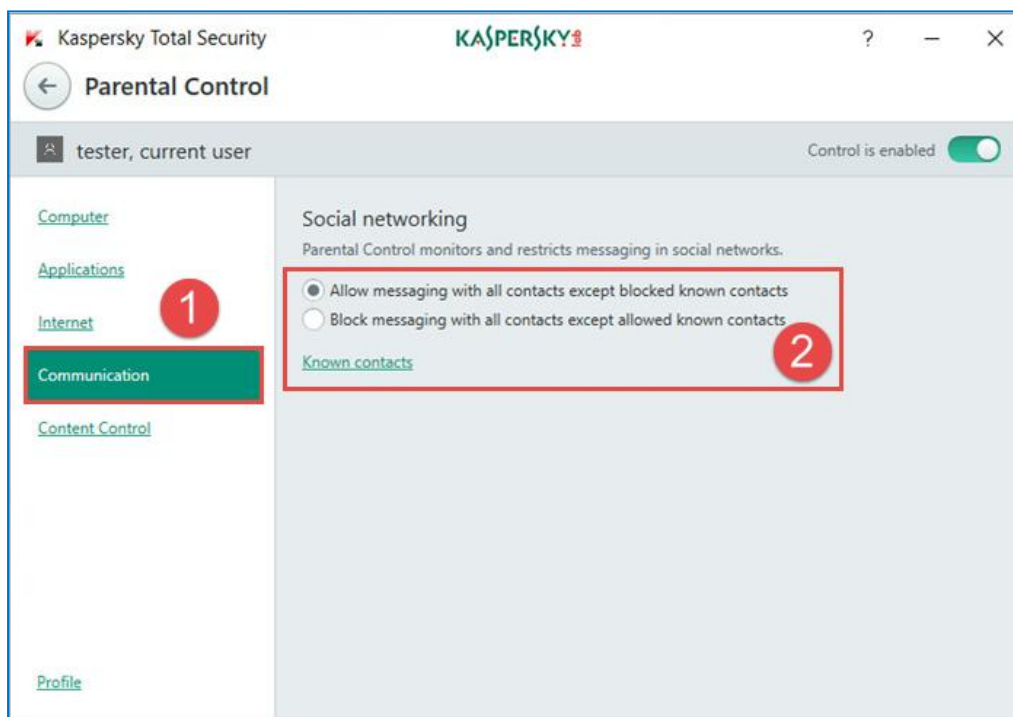 Kaspersky Total Security
KASPERSKY lab
?
Parental Control
tester, current user
Control is enabled
Computer
Applications
Internet
1
Communication
Content Control
Profile
Social networking
Parental Control monitors and restricts messaging in social networks.
Allow messaging with all contacts except blocked known contacts
Block messaging with all contacts except allowed known contacts
Known contacts
2